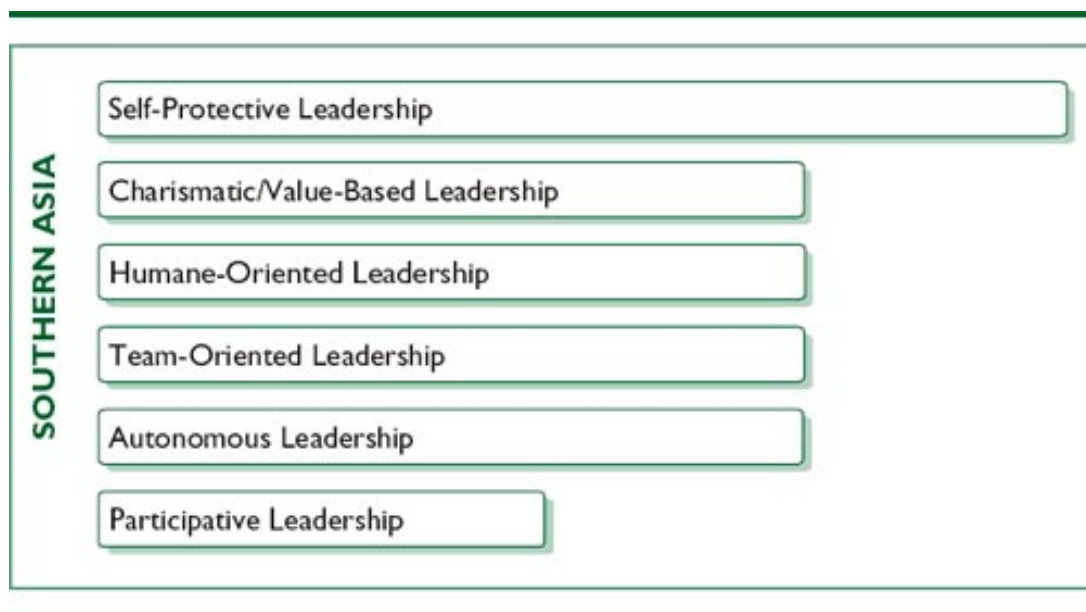 SOUTHERN ASIA
Self-Protective Leadership
Charismatic/Value-Based Leadership
Humane-Oriented Leadership
Team-Oriented Leadership
Autonomous Leadership
Participative Leadership